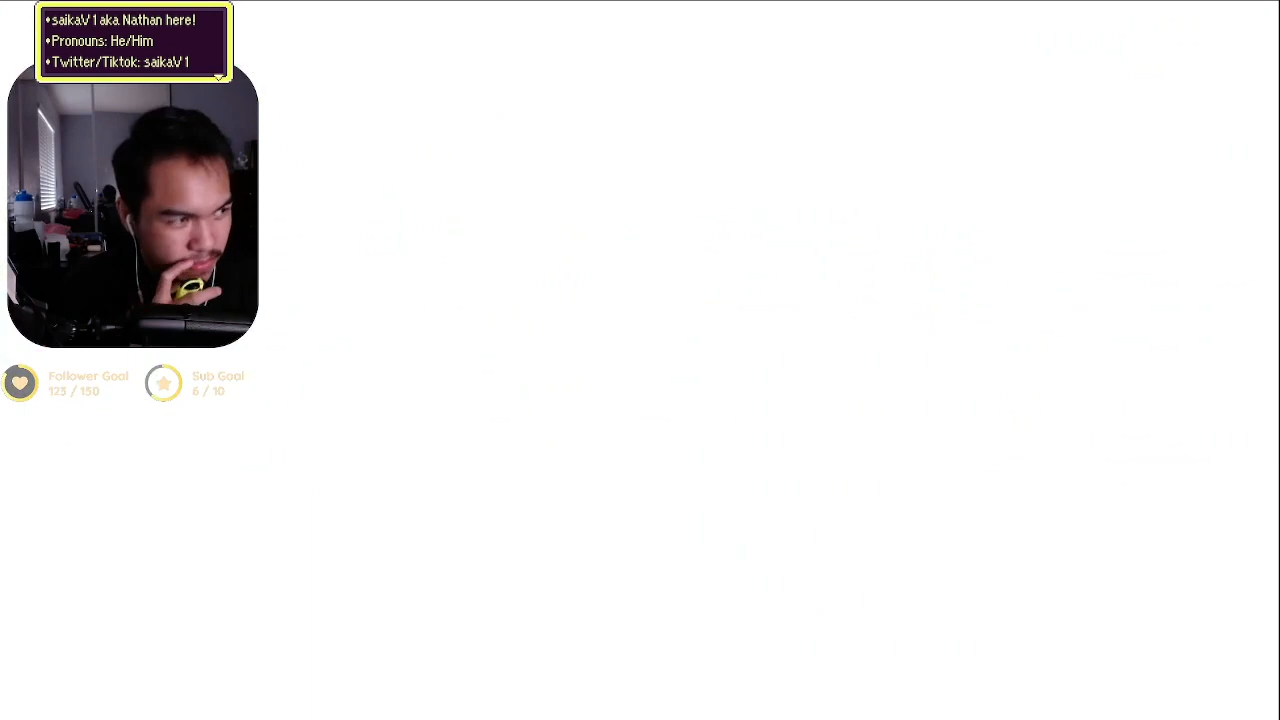 •saikaV1 aka Nathan here!
•Pronouns: He/Him
•Twitter/Tiktok: saikaV1
Follower Goal
123 / 150
Sub Goal
6 / 10